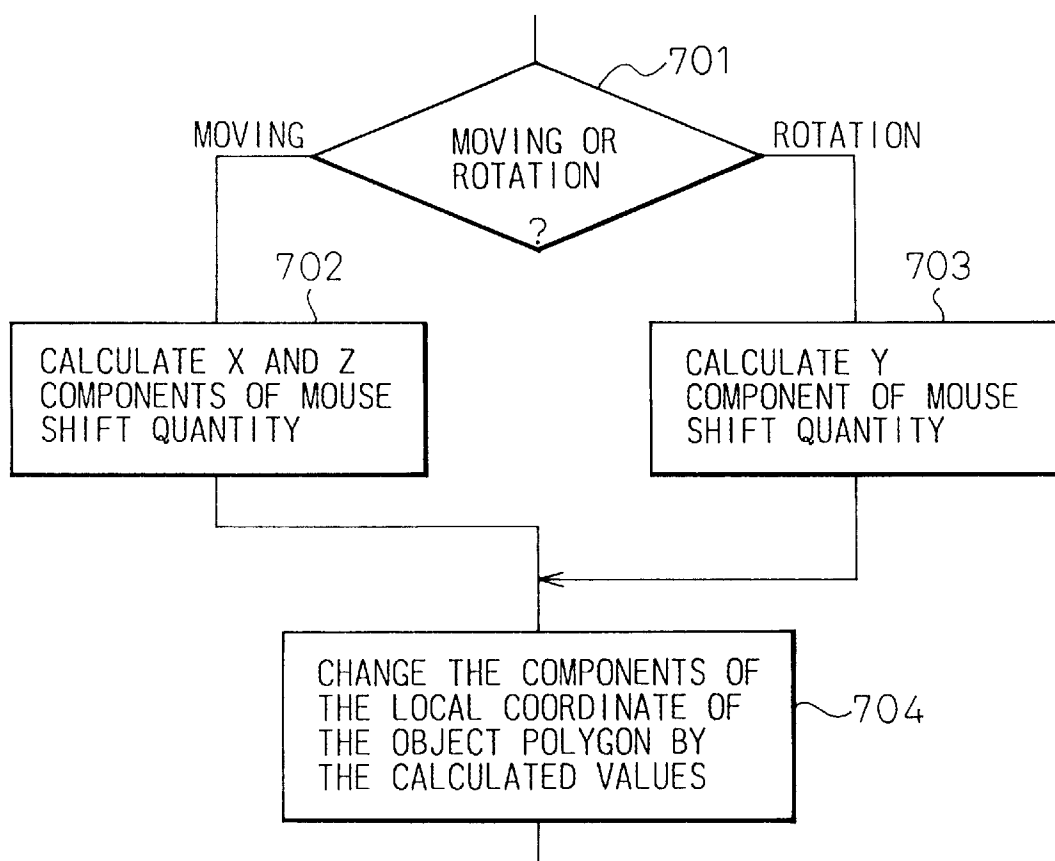 701
MOVING
MOVING OR
ROTATION
?
ROTATION
702
703
CALCULATE X AND Z
COMPONENTS OF MOUSE
SHIFT QUANTITY
CALCULATE Y
COMPONENT OF MOUSE
SHIFT QUANTITY
CHANGE THE COMPONENTS OF
THE LOCAL COORDINATE OF
THE OBJECT POLYGON BY
THE CALCULATED VALUES
704